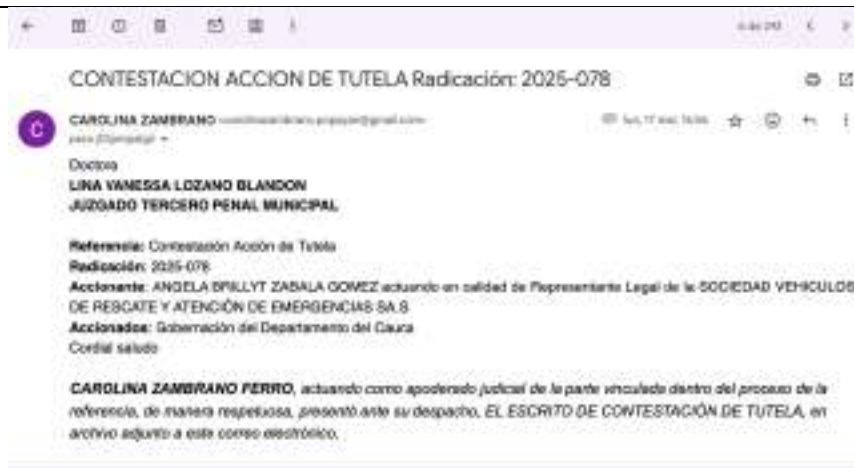 CONTESTACION ACCION DE TUTELA Radicación: 2025-078
C
CAROLINA ZAMBRANO
Doctora
LINA VANESSA LOZANO BLANDON
JUZGADO TERCERO PENAL MUNICIPAL
Referencia: Contestación Acción de Tutela
Radicación: 2025-078
Accionante: ANGELA BRILLYT ZABALA GOMEZ actuando en calidad de Representante Legal de la SOCIEDAD VEHICULOS
DE RESCATE Y ATENCIÓN DE EMERGENCIAS SA.S
Accionados: Gobernación del Departamento del Cauca
Cordial saludo
CAROLINA ZAMBRANO FERRO, actuando como apoderado judicial de la parte vinculada dentro del proceso de la
referencia, de manera respetuosa, presentó ante su despacho, EL ESCRITO DE CONTESTACIÓN DE TUTELA, en
archivo adjunto a este correo electrónico.